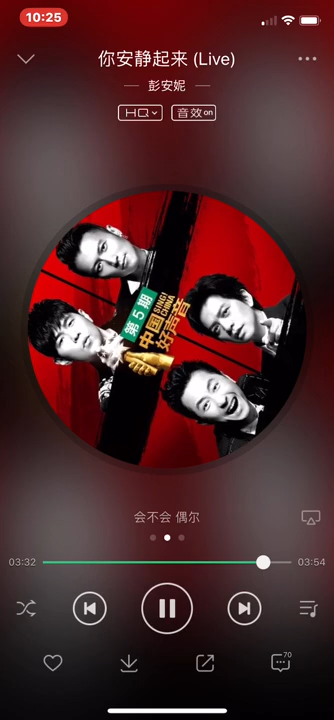 10:25
你安静起来 (Live)
彭安妮
HQ
音效on
第5期
中国
SING!
CHINA
好声音
会不会 偶尔
03:32
03:54
70